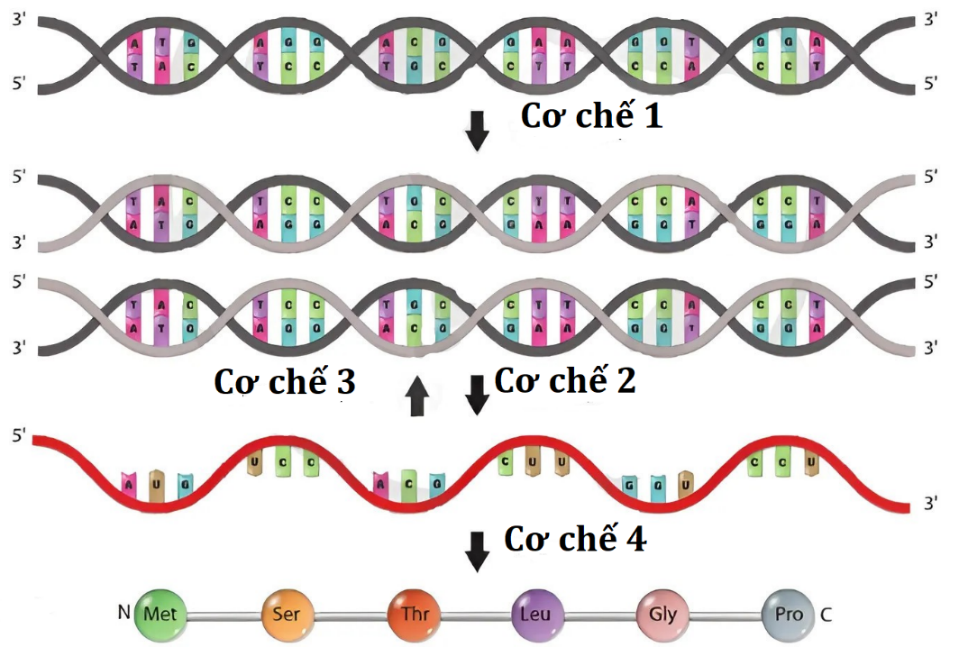 3' A T G A G G A C G G A A G G T G G A 3'
5' T A C T C C T G C C T T C C A C C T 5'
Cơ chế 1
5' T A C T C C T G C C T T C C A C C T 5'
3' A T G A G G A C G G A A G G T G G A 3'
5' T A C T C C T G C C T T C C A C C T 5'
3' A T G A G G A C G G A A G G T G G A 3'
Cơ chế 3 Cơ chế 2
5' A U G U C C A C G C U U G G U C C U 3'
Cơ chế 4
N Met Ser Thr Leu Gly Pro C